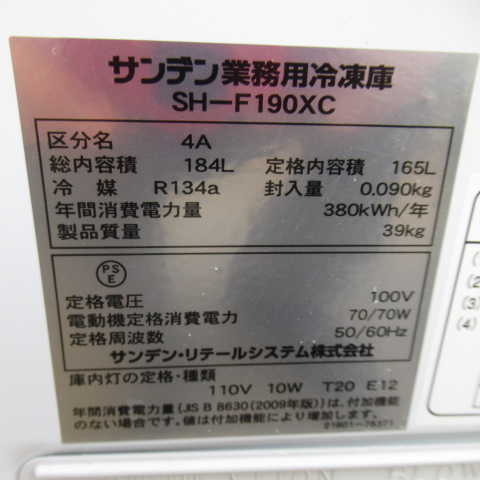 サンデン業務用冷凍庫
SH－F190XC
区分名 4A
総内容積 184L 定格内容積 165L
冷 媒 R134a 封入量 0.090kg
年間消費電力量 380kWh/年
製品質量 39kg
PS
E
定格電圧 100V
電動機定格消費電力 70/70W
定格周波数 50/60Hz
サンデン・リテールシステム株式会社
庫内灯の定格・種類
110V 10W T20 E12
年間消費電力量(JIS B 8630(2009年版))は、付加機能
のない場合です。値は付加機能により増加します。
(2)
(3)
(4)